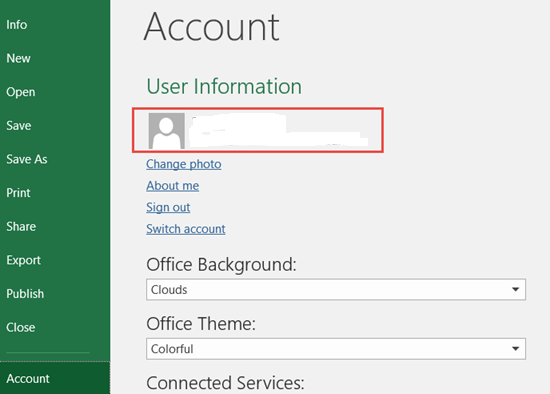 Info
New
Open
Save
Save As
Print
Share
Export
Publish
Close
Account
Account
User Information
Change photo
About me
Sign out
Switch account
Office Background:
Clouds
Office Theme:
Colorful
Connected Services: